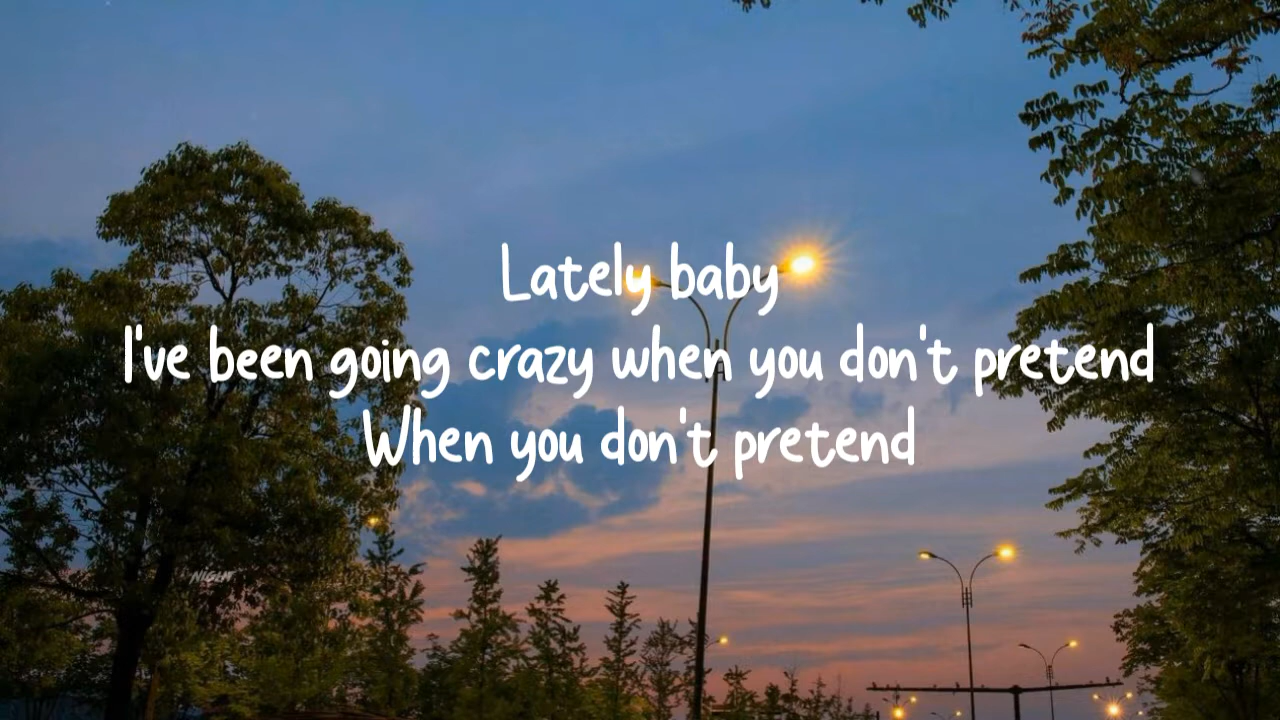 Lately baby
I've been going crazy when you don't pretend
When you don't pretend